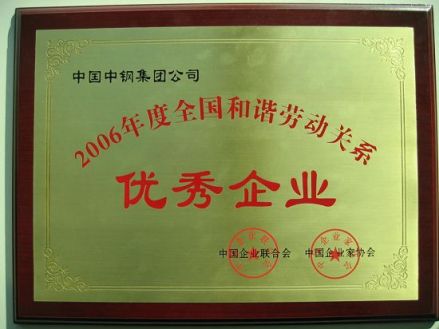 中国中钢集团公司
2006年度全国和谐劳动关系
优秀企业
中国企业联合会 中国企业家协会